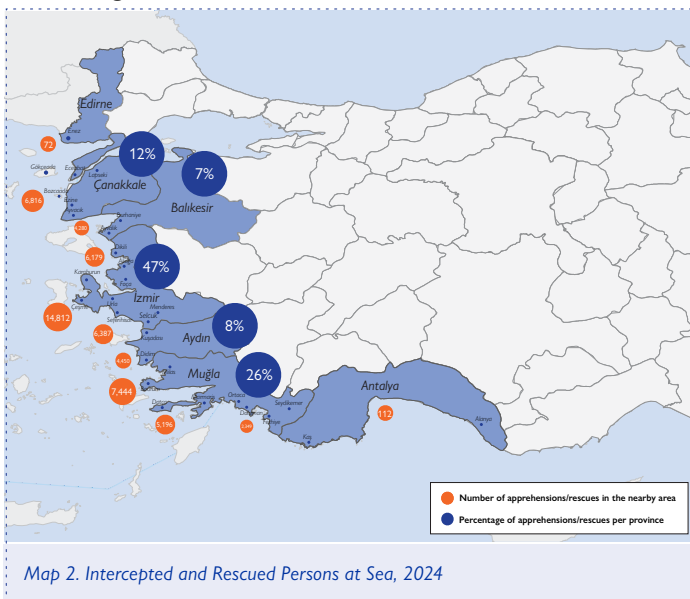 Edirne
Enez
72
12%
Gökçeada
Eceabat
Lapseki
7%
Çanakkale
Bozcaada
Ezine
6,816
Ayvacık
Balıkesir
Burhaniye
4,280
Ayvalık
Dikili
6,179
47%
Karaburun
Foça
İzmir
Çeşme
Urla
Menderes
14,812
Seferihisar
Selçuk
8%
6,387
Kuşadası
Aydın
Didim
4,450
Milas
Muğla
26%
7,444
Bodrum
Antalya
Datça
Marmaris
Ortaca
Seydikemer
Dalaman
112
5,196
Fethiye
Alanya
Kaş
Number of apprehensions/rescues in the nearby area
Percentage of apprehensions/rescues per province
Map 2. Intercepted and Rescued Persons at Sea, 2024